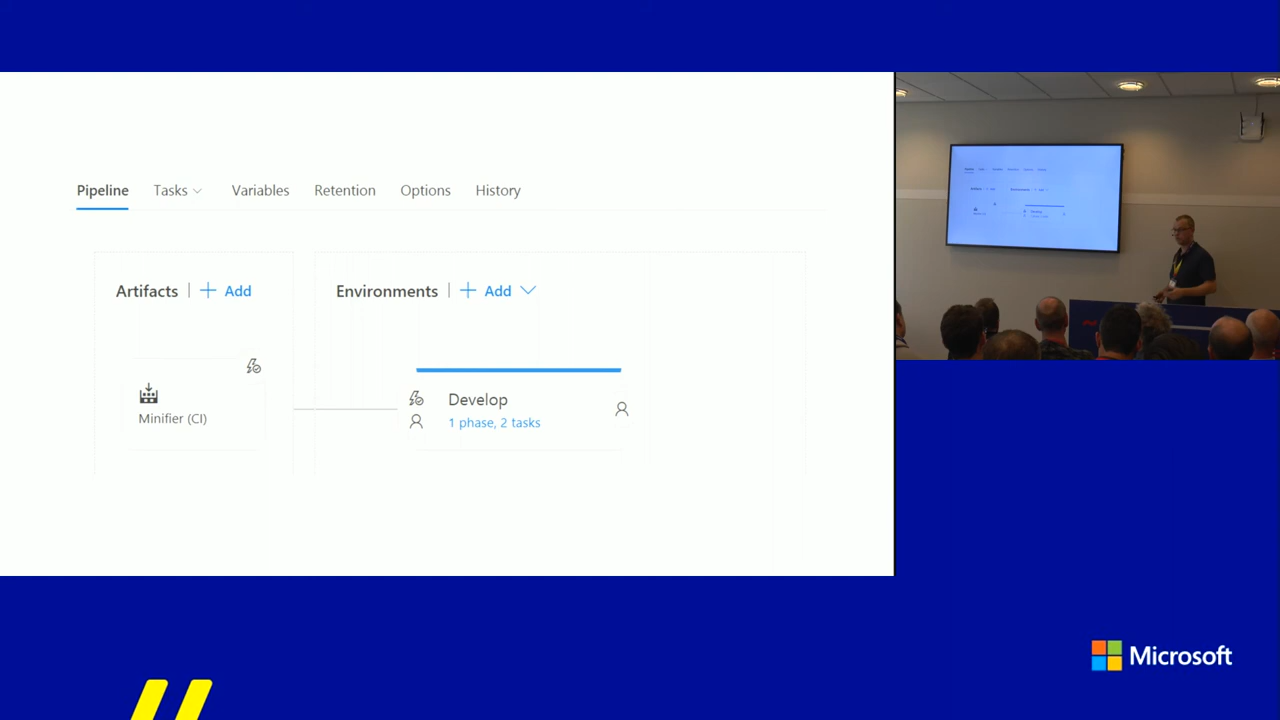 Pipeline Tasks Variables Retention Options History
Artifacts | + Add
Environments | + Add
Minifier (CI)
Develop
1 phase, 2 tasks
Microsoft